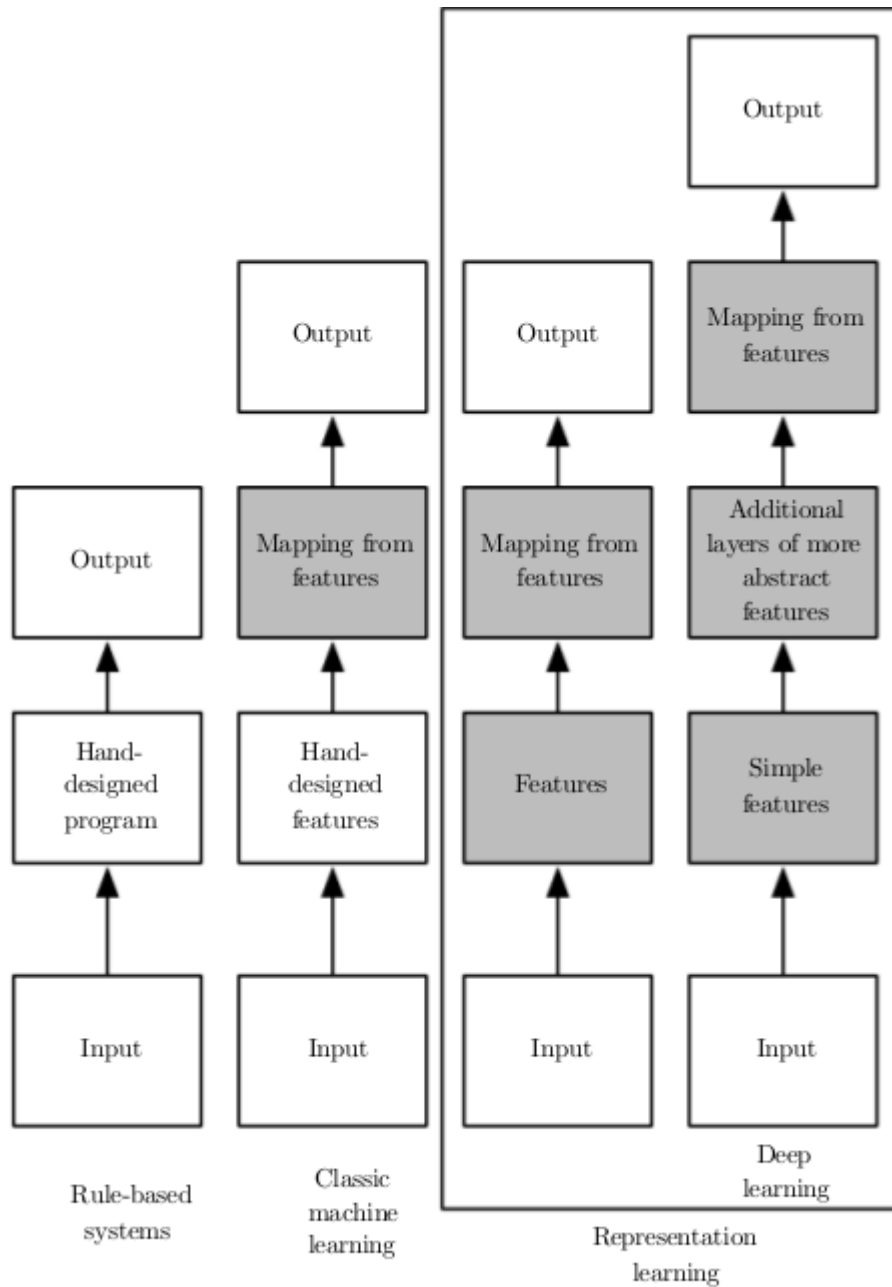 Output
Output
Output
Mapping from
features
Output
Mapping from
features
Mapping from
features
Additional
layers of more
abstract
features
Hand-
designed
program
Hand-
designed
features
Features
Simple
features
Input
Input
Input
Input
Rule-based
systems
Classic
machine
learning
Deep
learning
Representation
learning